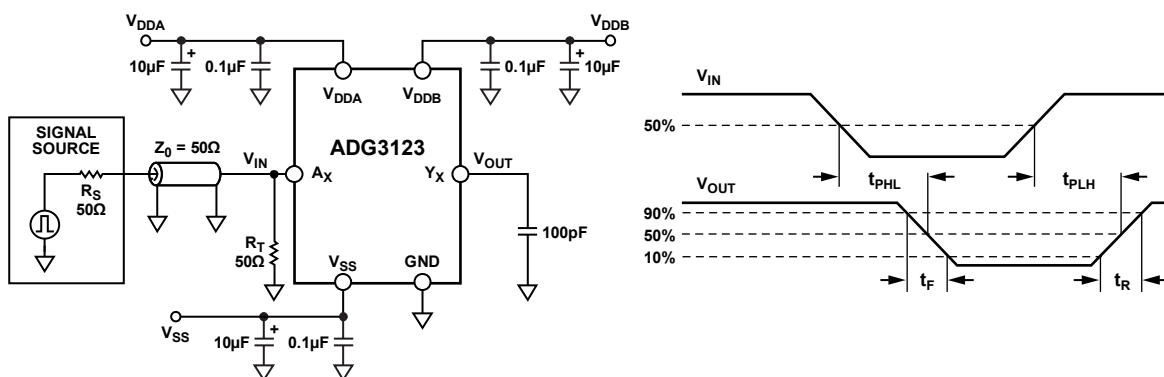 VDDA
VDDB
10µF
+
0.1µF
0.1µF
+
10µF
VDDA
VDDB
SIGNAL
SOURCE
RS
50Ω
Z0 = 50Ω
VIN
AX
ADG3123
YX
VOUT
RT
50Ω
100pF
VSS
GND
VSS
10µF
+
0.1µF
VIN
50%
tPHL
tPLH
VOUT
90%
50%
10%
tF
tR